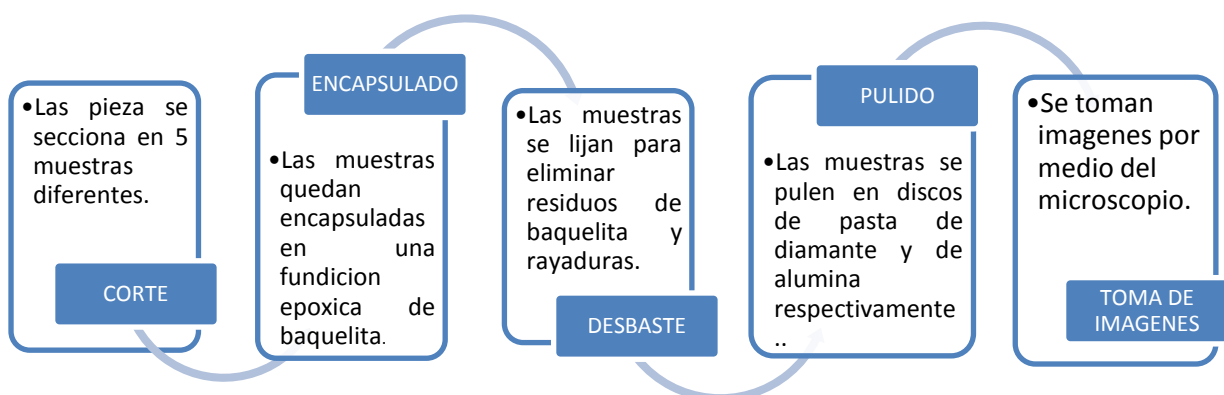 •Las pieza se
secciona en 5
muestras
diferentes.
CORTE
ENCAPSULADO
•Las muestras
quedan
encapsuladas
en una
fundicion
epoxica de
baquelita.
•Las muestras
se lijan para
eliminar
residuos de
baquelita y
rayaduras.
DESBASTE
PULIDO
•Las muestras se
pulen en discos
de pasta de
diamante y de
alumina
respectivamente
..
•Se toman
imagenes por
medio del
microscopio.
TOMA DE
IMAGENES